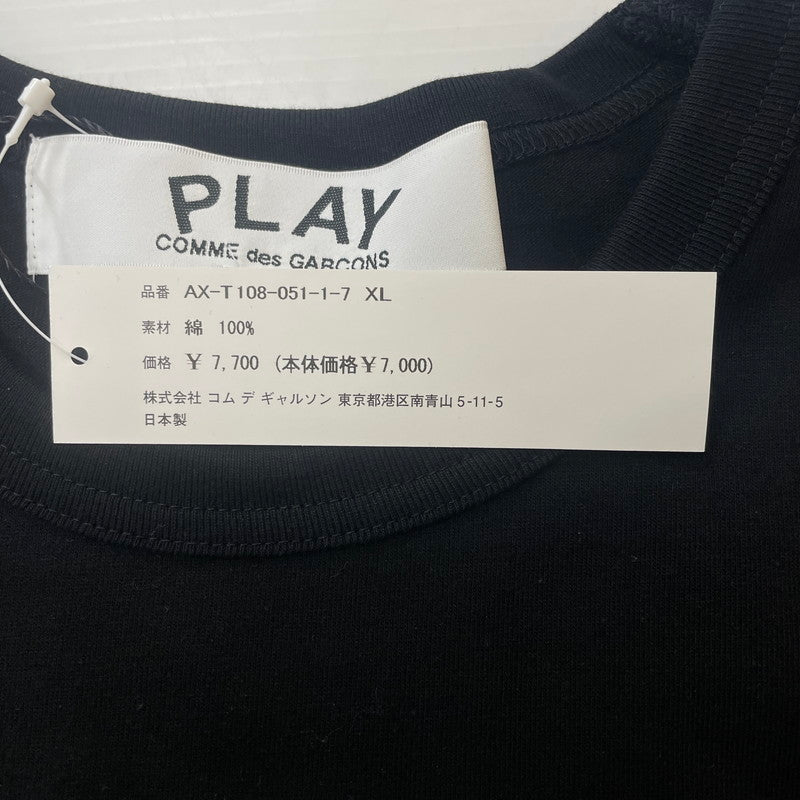 PLAY
COMME des GARCONS
品番 AX-T108-051-1-7 XL
素材 綿 100%
価格 ¥ 7,700 (本体価格¥7,000)
株式会社 コム デ ギャルソン 東京都港区南青山 5-11-5
日本製